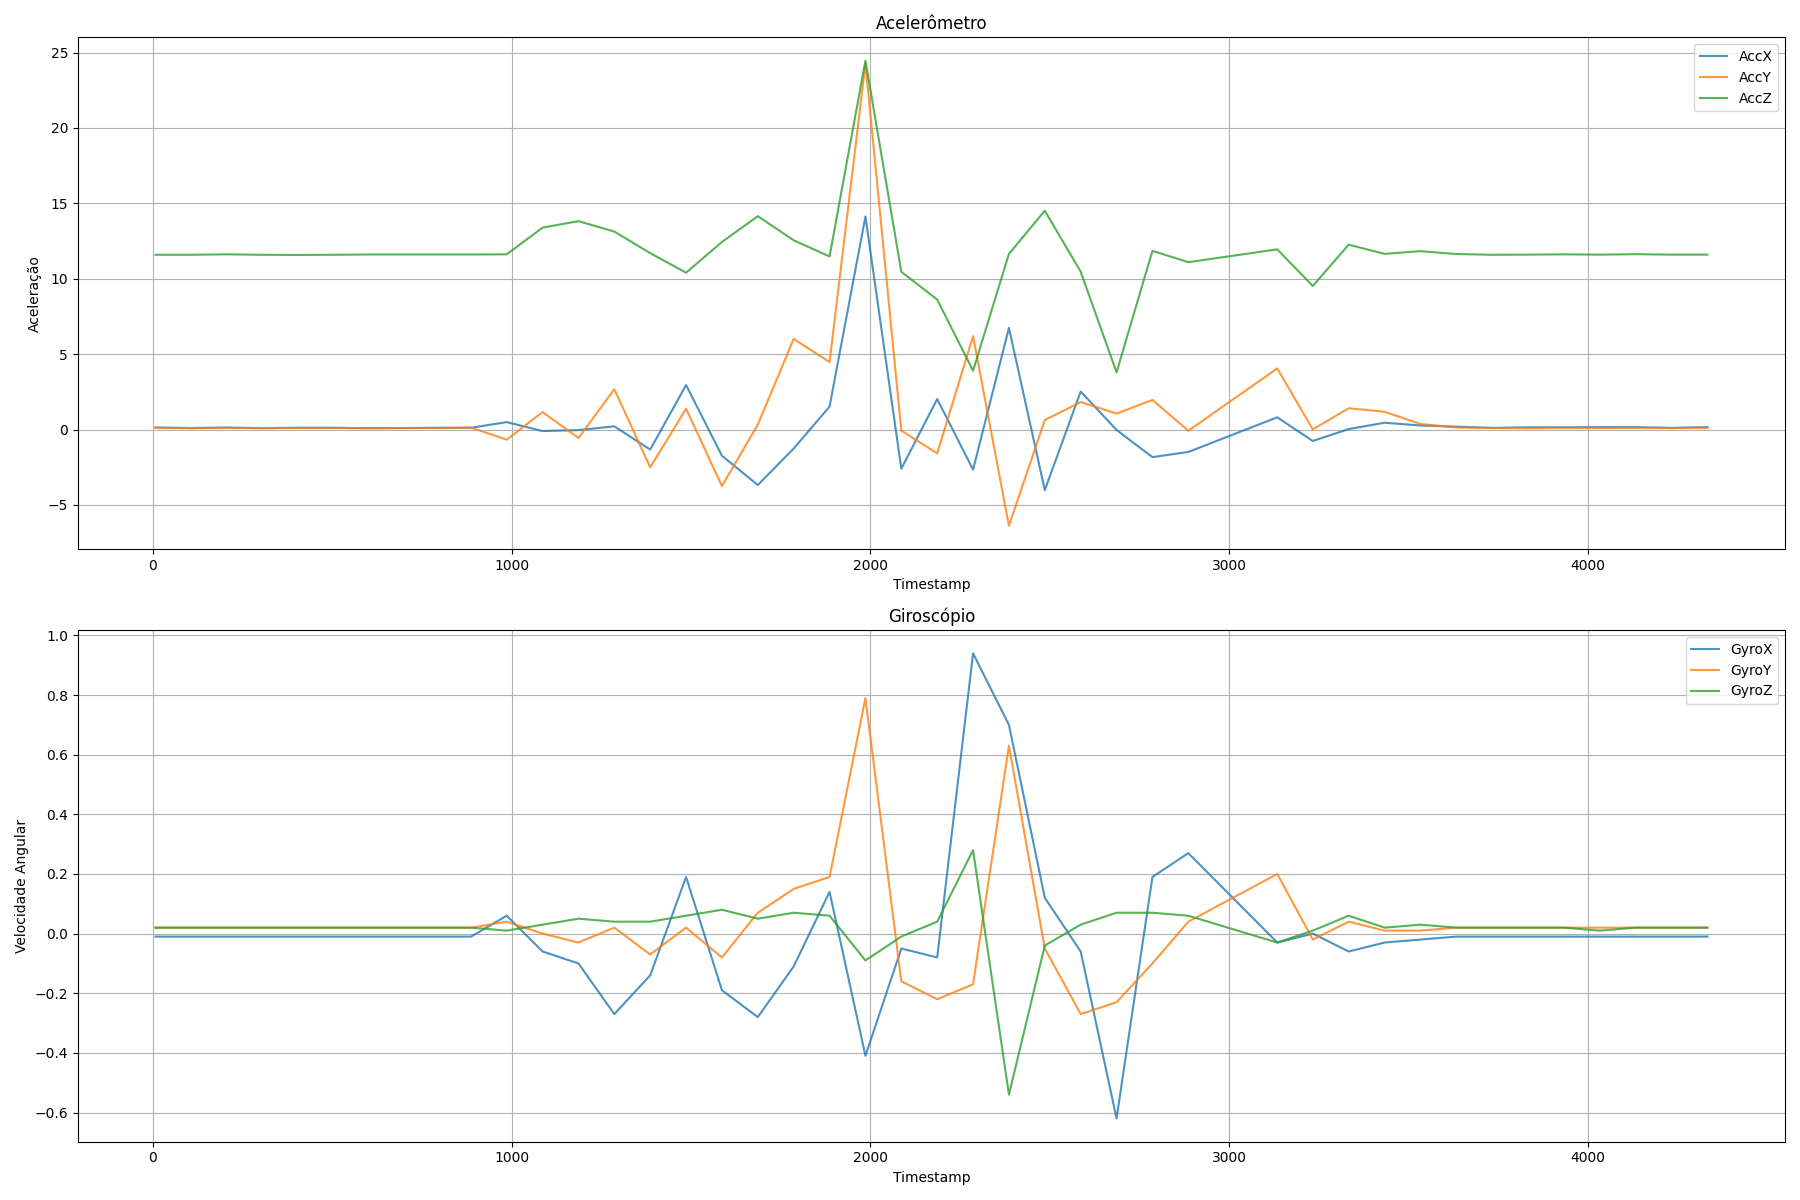 Acelerômetro
25
20
15
10
5
0
−5
Aceleração
AccX
AccY
AccZ
0 1000 2000 3000 4000
Timestamp
Giroscópio
1.0
0.8
0.6
0.4
0.2
0.0
−0.2
−0.4
−0.6
Velocidade Angular
GyroX
GyroY
GyroZ
0 1000 2000 3000 4000
Timestamp